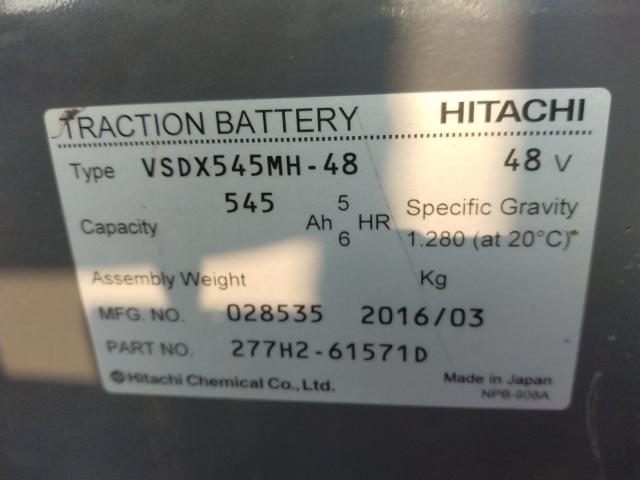 TRACTION BATTERY HITACHI
Type VSDX545MH-48 48 V
Capacity 545 Ah 5 HR Specific Gravity
6 1.280 (at 20°C)
Assembly Weight Kg
MFG. NO. 028535 2016/03
PART NO. 277H2-61571D
Hitachi Chemical Co., Ltd. Made in Japan
NPB-908A